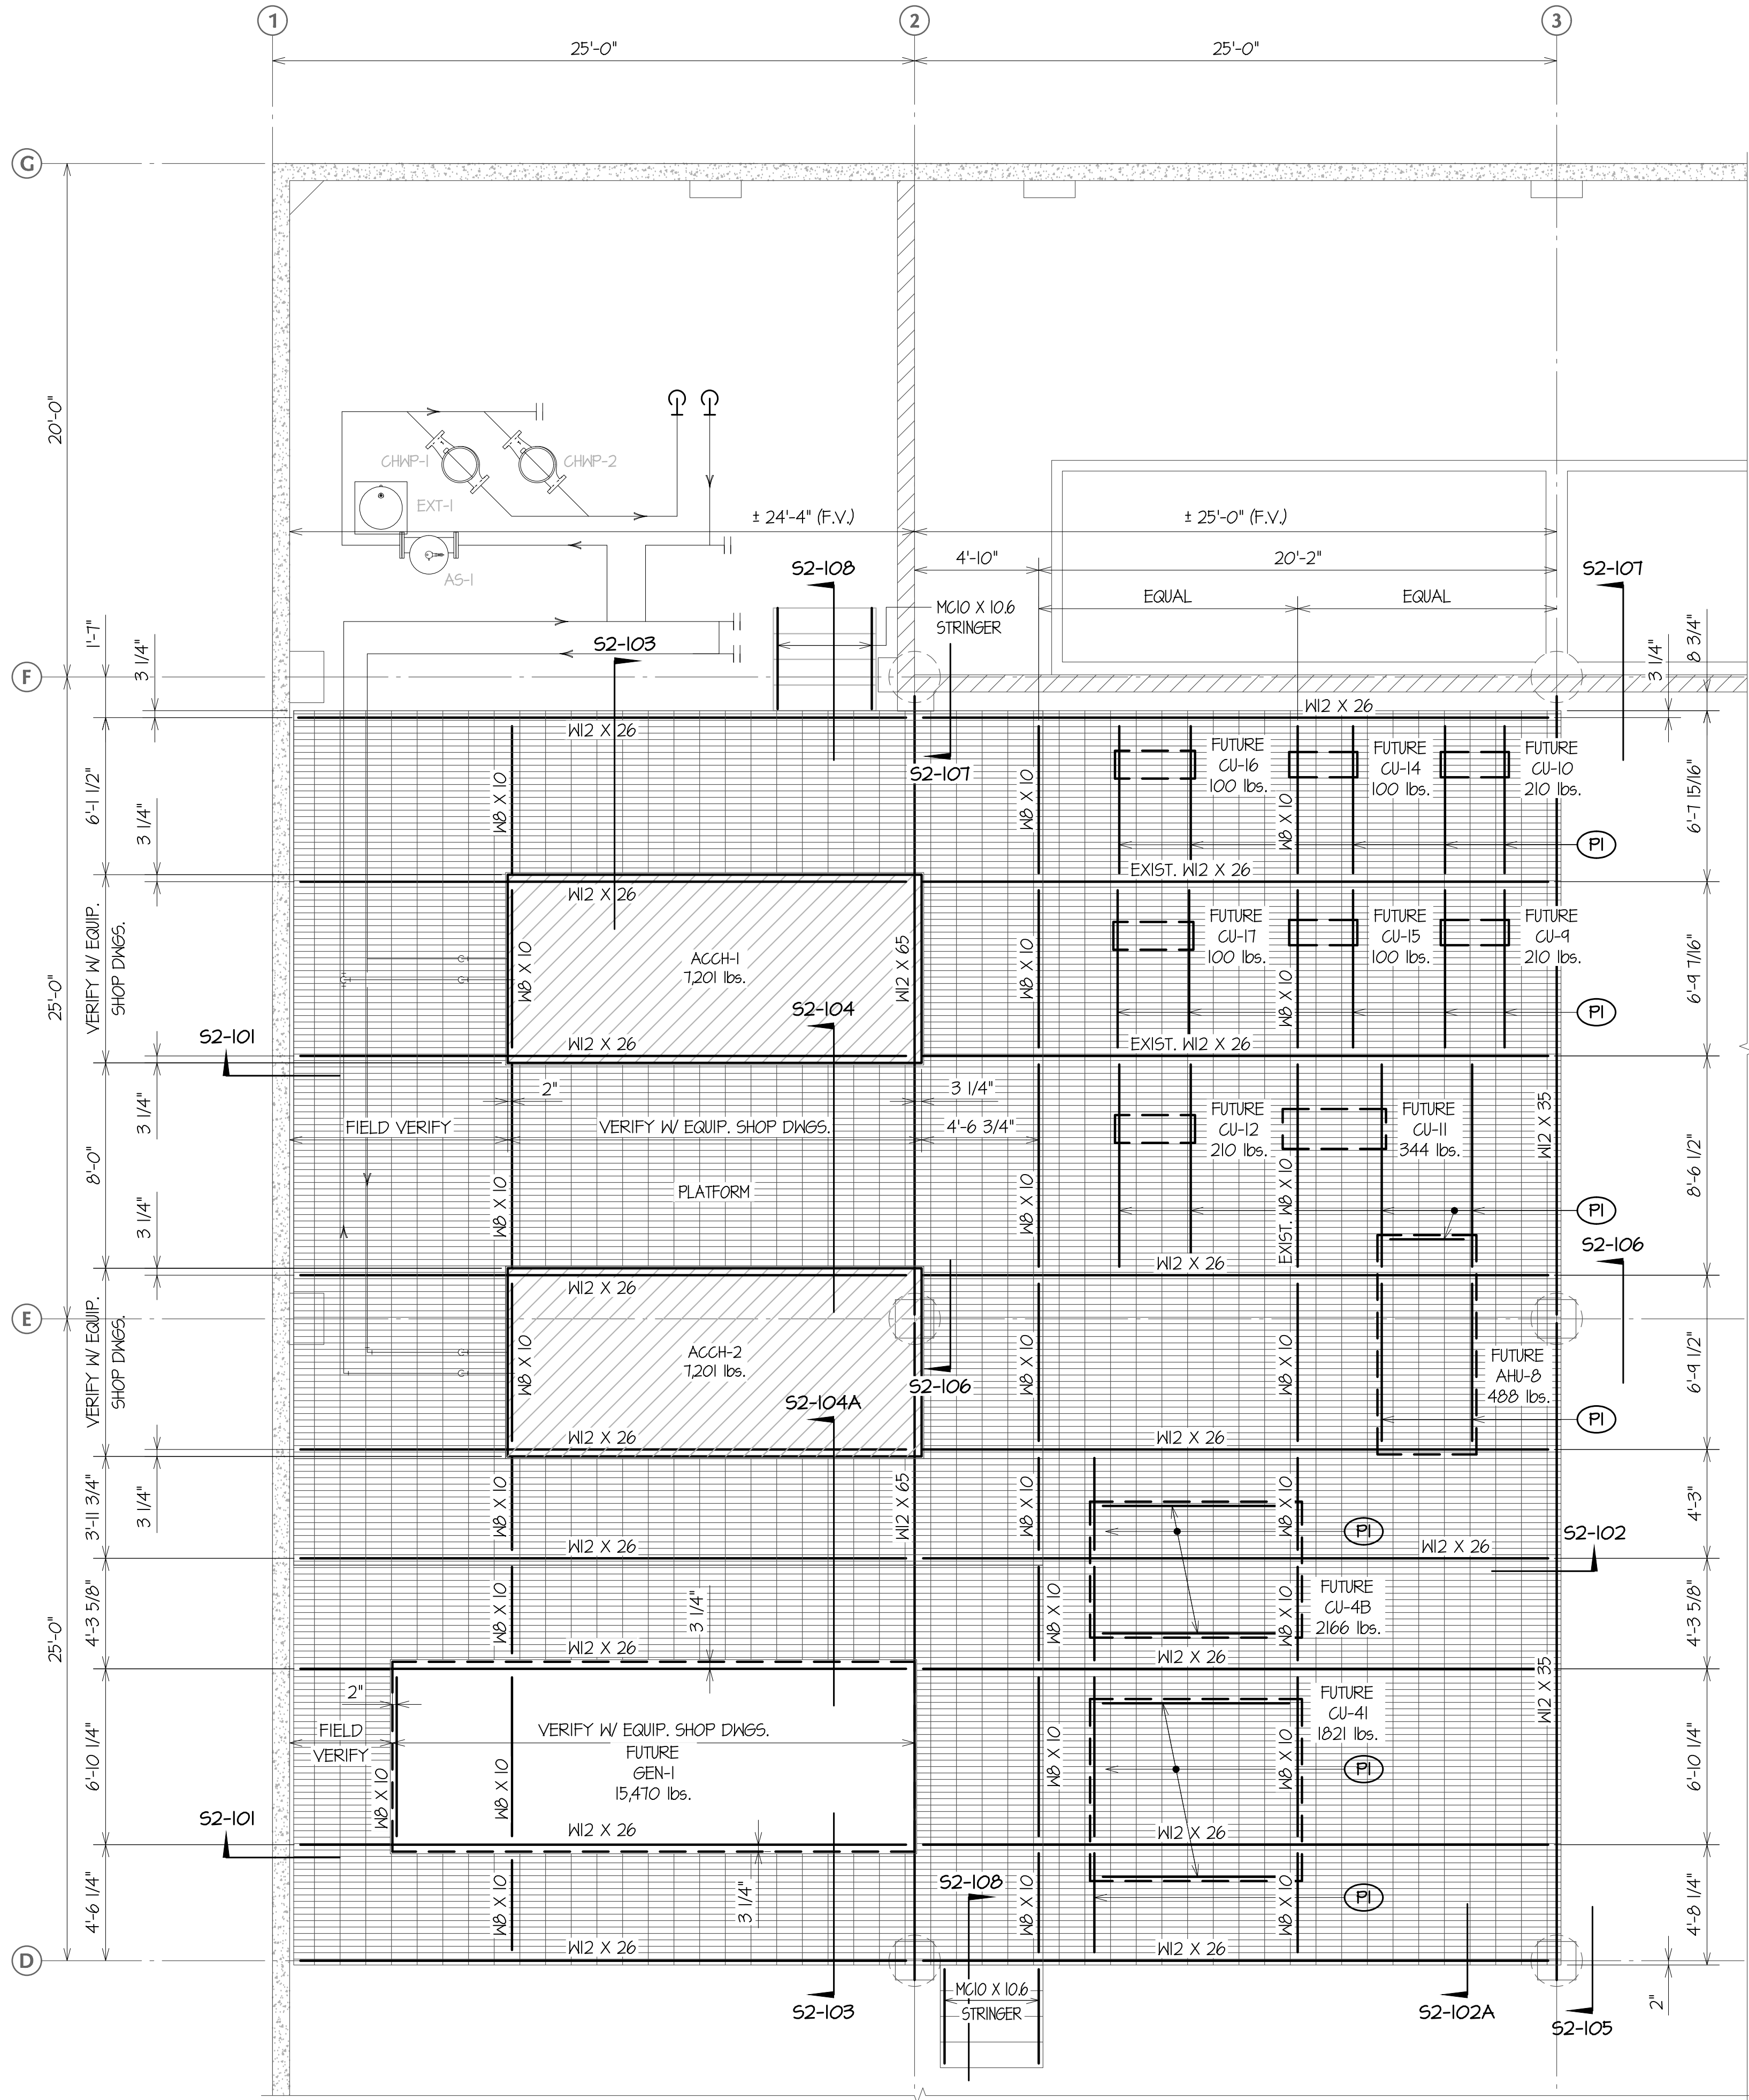 1
2
3
25'-0"
25'-0"
G
20'-0"
CHWP-1
CHWP-2
EXT-1
AS-1
± 24'-4" (F.V.)
± 25'-0" (F.V.)
4'-10"
20'-2"
S2-108
S2-107
EQUAL
EQUAL
MC10 X 10.6
STRINGER
1'-7"
3 1/4"
S2-103
3 1/4"
8 3/4"
F
W12 X 26
W12 X 26
6'-1 1/2"
3 1/4"
W8 X 10
S2-107
W8 X 10
FUTURE
CU-16
100 lbs.
W8 X 10
FUTURE
CU-14
100 lbs.
FUTURE
CU-10
210 lbs.
6'-7 15/16"
P1
EXIST. W12 X 26
W12 X 26
VERIFY W/ EQUIP.
SHOP DWGS.
25'-0"
W8 X 10
ACCH-1
7,201 lbs.
W12 X 65
W8 X 10
FUTURE
CU-17
100 lbs.
W8 X 10
FUTURE
CU-15
100 lbs.
FUTURE
CU-9
210 lbs.
6'-9 7/16"
P1
S2-104
S2-101
W12 X 26
EXIST. W12 X 26
3 1/4"
2"
3 1/4"
FIELD VERIFY
VERIFY W/ EQUIP. SHOP DWGS.
4'-6 3/4"
FUTURE
CU-12
210 lbs.
FUTURE
CU-11
344 lbs.
W12 X 35
8'-0"
W8 X 10
PLATFORM
W8 X 10
EXIST. W8 X 10
8'-6 1/2"
P1
3 1/4"
S2-106
W12 X 26
W12 X 26
E
VERIFY W/ EQUIP.
SHOP DWGS.
W8 X 10
ACCH-2
7,201 lbs.
S2-106
W8 X 10
W8 X 10
FUTURE
AHU-8
488 lbs.
6'-9 1/2"
P1
S2-104A
W12 X 26
W12 X 26
3'-11 3/4"
3 1/4"
W8 X 10
W12 X 65
W8 X 10
W8 X 10
P1
4'-3"
S2-102
W12 X 26
W12 X 26
25'-0"
4'-3 5/8"
W8 X 10
3 1/4"
W8 X 10
W8 X 10
FUTURE
CU-4B
2166 lbs.
4'-3 5/8"
W12 X 26
W12 X 26
2"
FIELD
VERIFY
VERIFY W/ EQUIP. SHOP DWGS.
FUTURE
GEN-1
15,470 lbs.
6'-10 1/4"
W8 X 10
W8 X 10
W8 X 10
W8 X 10
FUTURE
CU-41
1821 lbs.
W12 X 35
6'-10 1/4"
P1
S2-101
W12 X 26
W12 X 26
4'-6 1/4"
W8 X 10
3 1/4"
S2-108
W8 X 10
W8 X 10
P1
4'-8 1/4"
D
W12 X 26
W12 X 26
MC10 X 10.6
STRINGER
2"
S2-103
S2-102A
S2-105